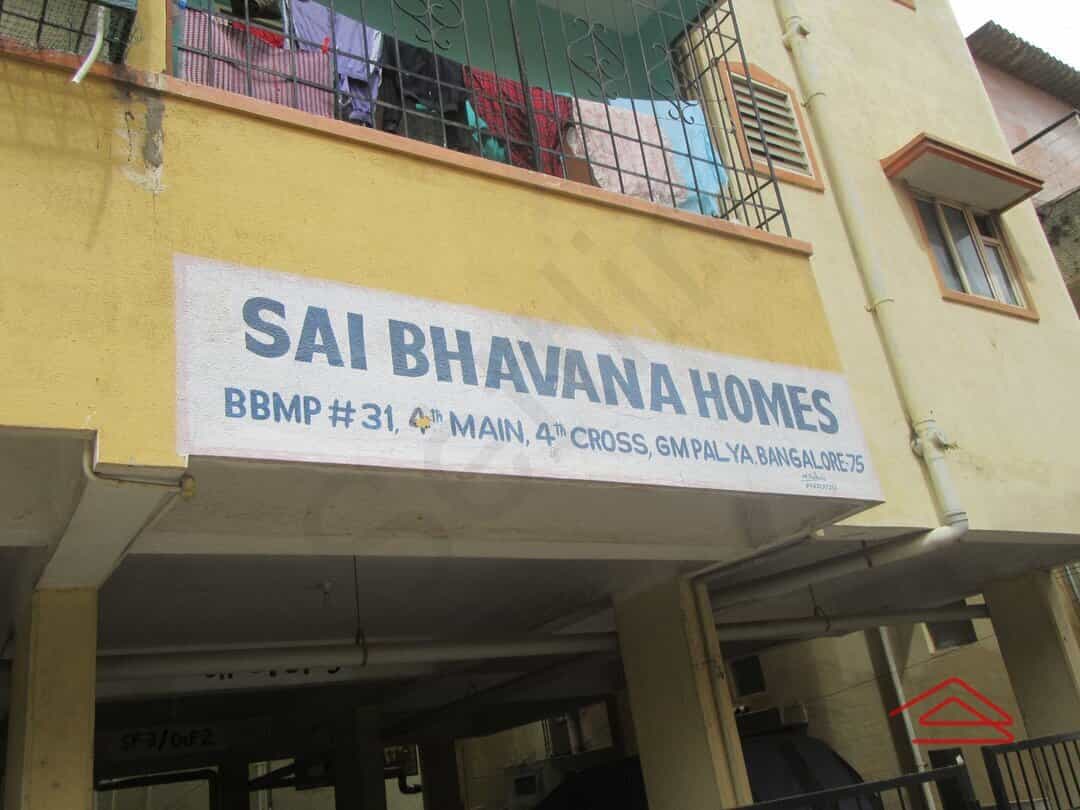 SAI BHAVANA HOMES
BBMP #31, 4th MAIN, 4th CROSS, GM PALYA. BANGALORE-75